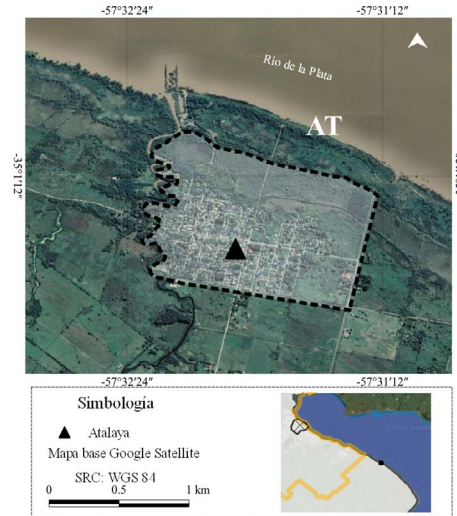 -57°32'24" -57°31'12"
Río de la Plata
AT
-35°1'12"
-57°32'24" -57°31'12"
Simbología
Atalaya
Mapa base Google Satellite
SRC: WGS 84
0 0.5 1 km